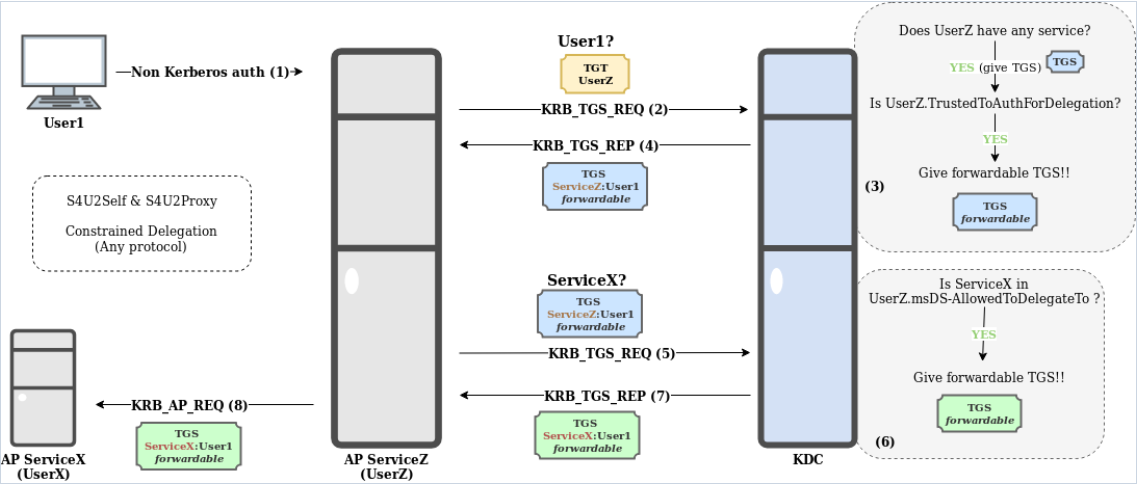 User1?
TGT
UserZ
Non Kerberos auth (1)
User1
KRB_TGS_REQ (2)
KRB_TGS_REP (4)
TGS
ServiceZ:User1
forwardable
Does UserZ have any service?
YES (give TGS)
TGS
Is UserZ.TrustedToAuthForDelegation?
YES
Give forwardable TGS!!
(3)
TGS
forwardable
S4U2Self & S4U2Proxy
Constrained Delegation
(Any protocol)
ServiceX?
TGS
ServiceZ:User1
forwardable
KRB_TGS_REQ (5)
KRB_TGS_REP (7)
TGS
ServiceX:User1
forwardable
Is ServiceX in
UserZ.msDS-AllowedToDelegateTo ?
YES
Give forwardable TGS!!
TGS
forwardable
(6)
KRB_AP_REQ (8)
TGS
ServiceX:User1
forwardable
AP ServiceX
(UserX)
AP ServiceZ
(UserZ)
KDC